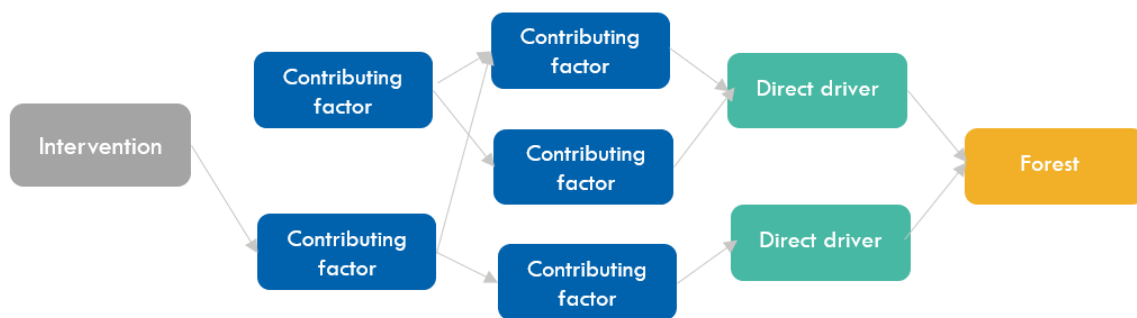 Intervention
Contributing
factor
Contributing
factor
Contributing
factor
Contributing
factor
Contributing
factor
Direct driver
Direct driver
Forest